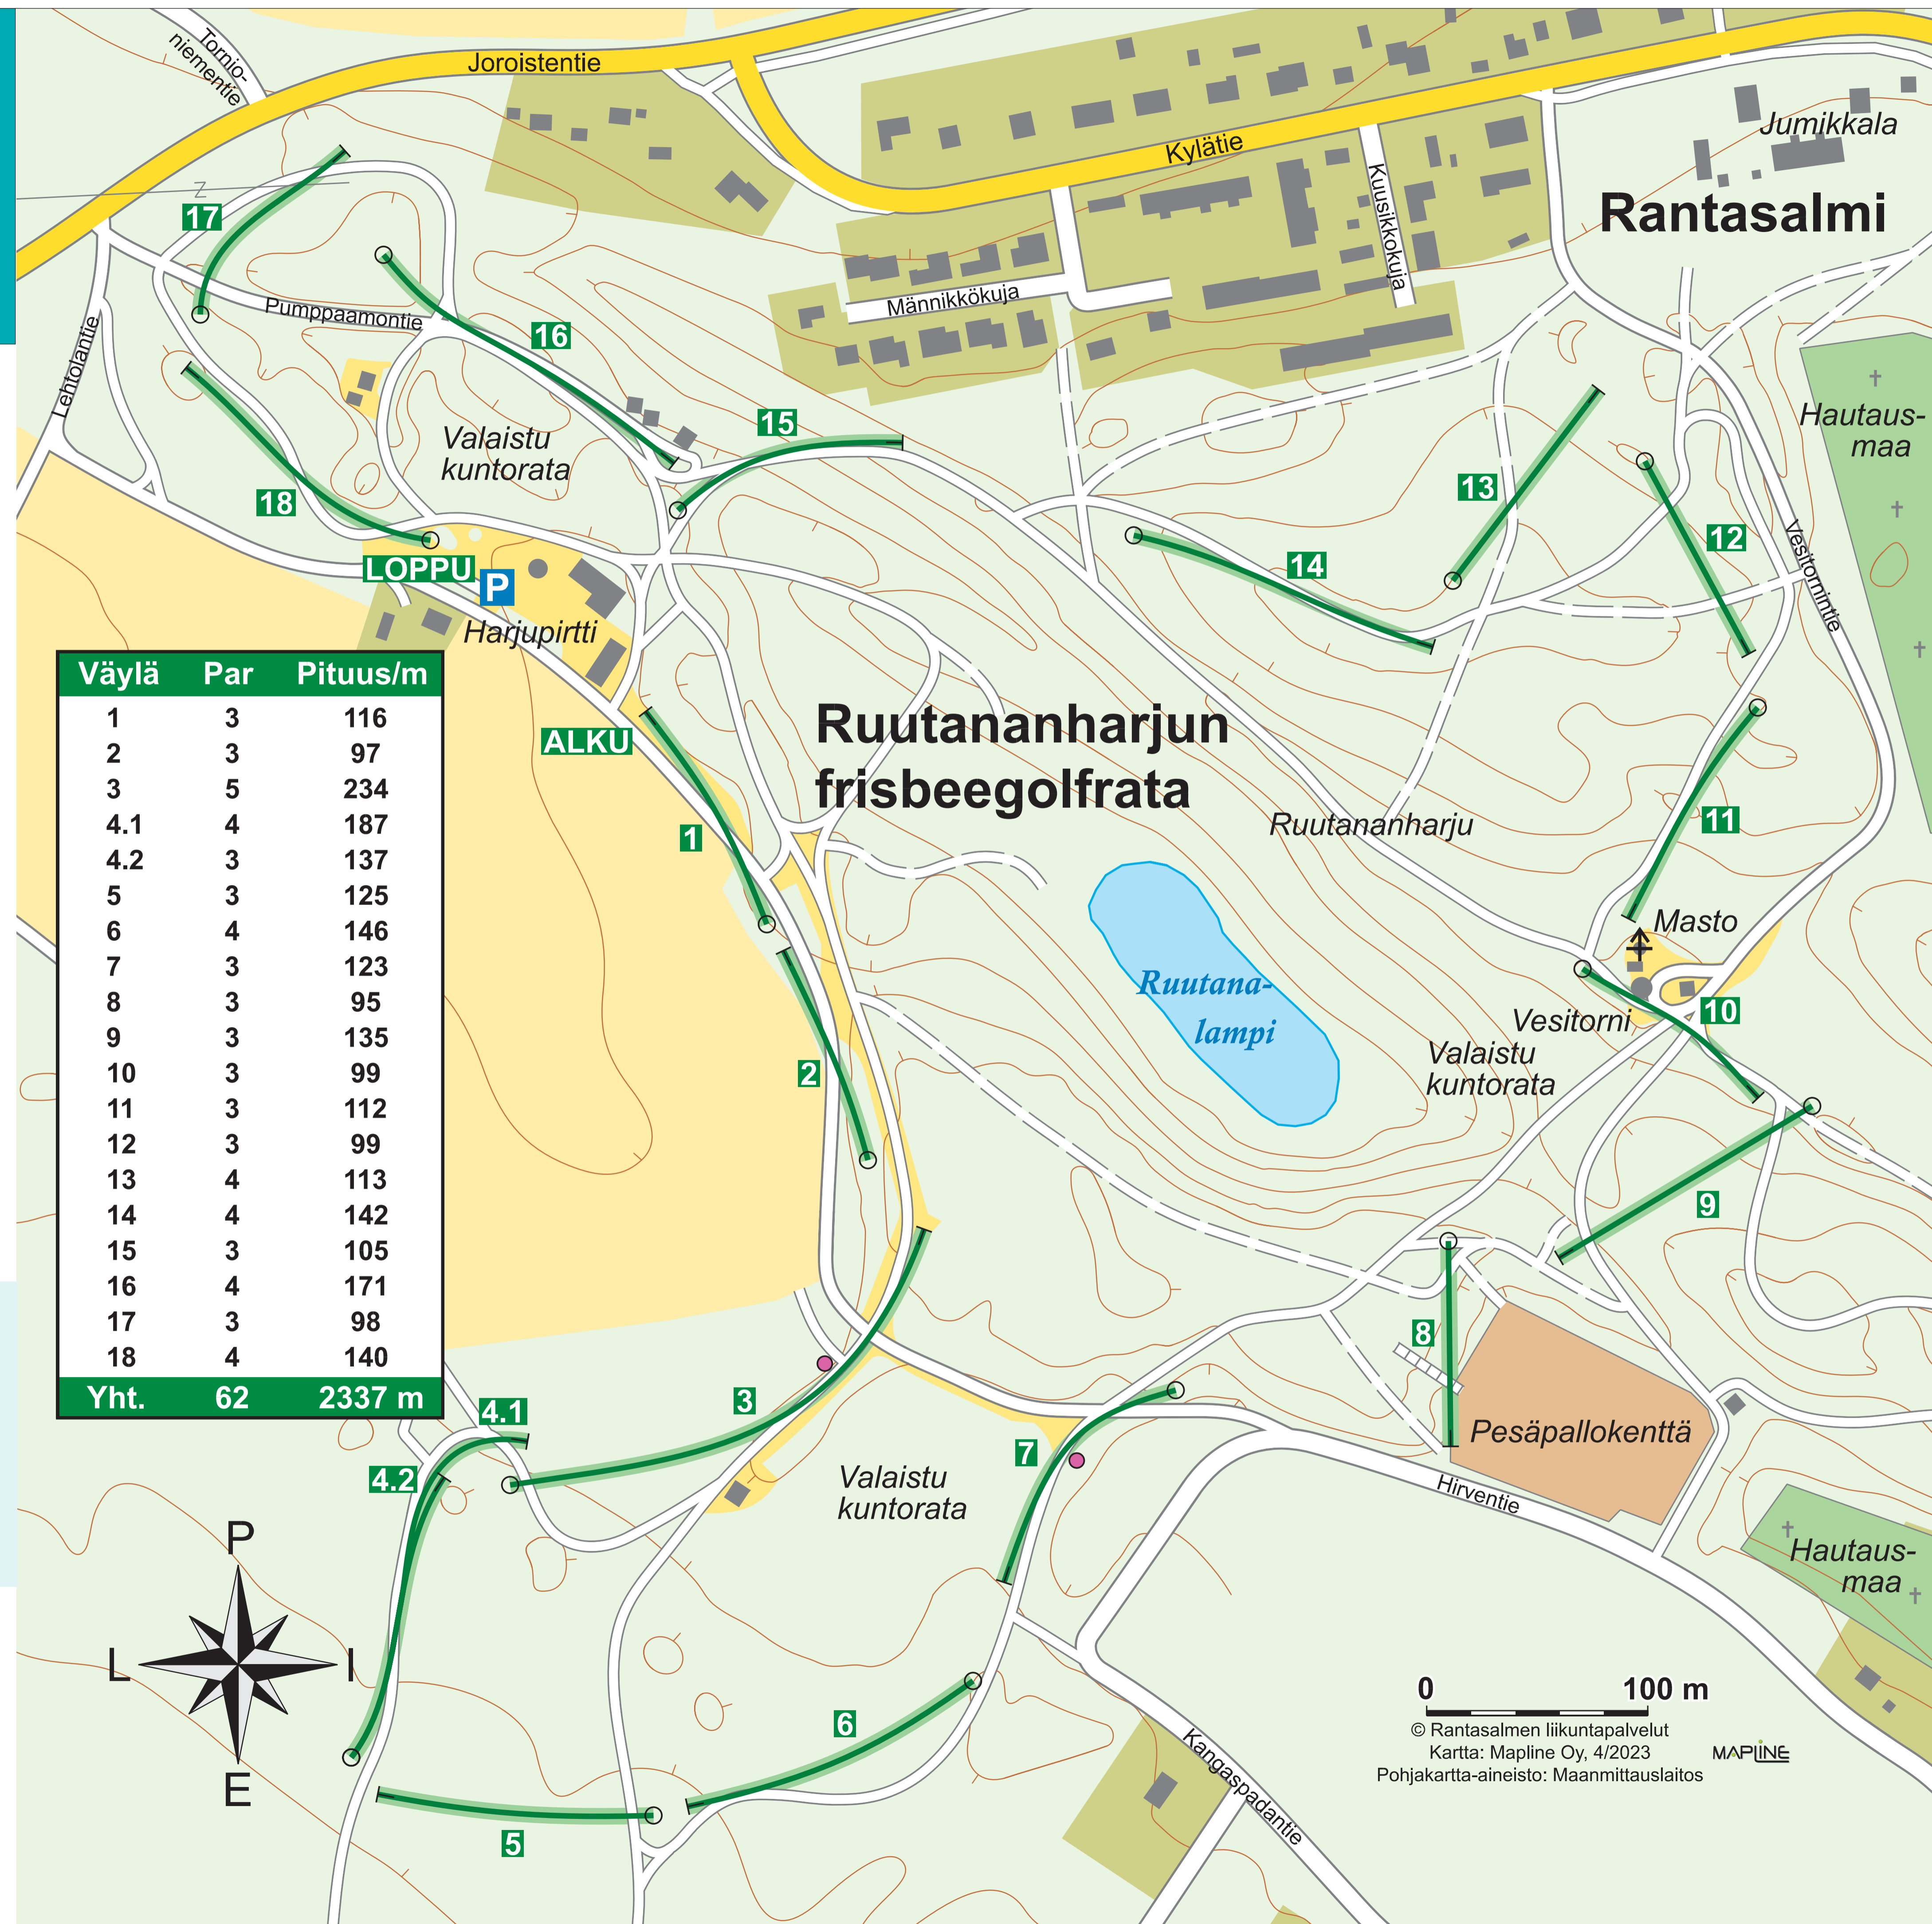 Tornio-
niementie
Joroistentie
Kylätie
Kuusikkokuja
Jumikkala
Rantasalmi
Z
17
Pumppaamontie
Lehtolantie
16
Männikkökuja
Valaistu
kuntorata
15
18
LOPPU
P
Harjupirtti
13
14
12
Vesitornintie
Hautaus-
maa
ALKU
Ruutananharjun
frisbeegolfrata
1
Ruutananharju
11
Masto
Ruutana-
lampi
Vesitorni
10
Valaistu
kuntorata
2
9
8
Pesäpallokenttä
3
7
Hirventie
Valaistu
kuntorata
Hautaus-
maa
Väylä Par Pituus/m
1 3 116
2 3 97
3 5 234
4.1 4 187
4.2 3 137
5 3 125
6 4 146
7 3 123
8 3 95
9 3 135
10 3 99
11 3 112
12 3 99
13 4 113
14 4 142
15 3 105
16 4 171
17 3 98
18 4 140
Yht. 62 2337 m
4.1
4.2
P
L I
E
5
6
Kangaspadantie
0 100 m
© Rantasalmen liikuntapalvelut
Kartta: Mapline Oy, 4/2023
Pohjakartta-aineisto: Maanmittauslaitos
MAPLINE